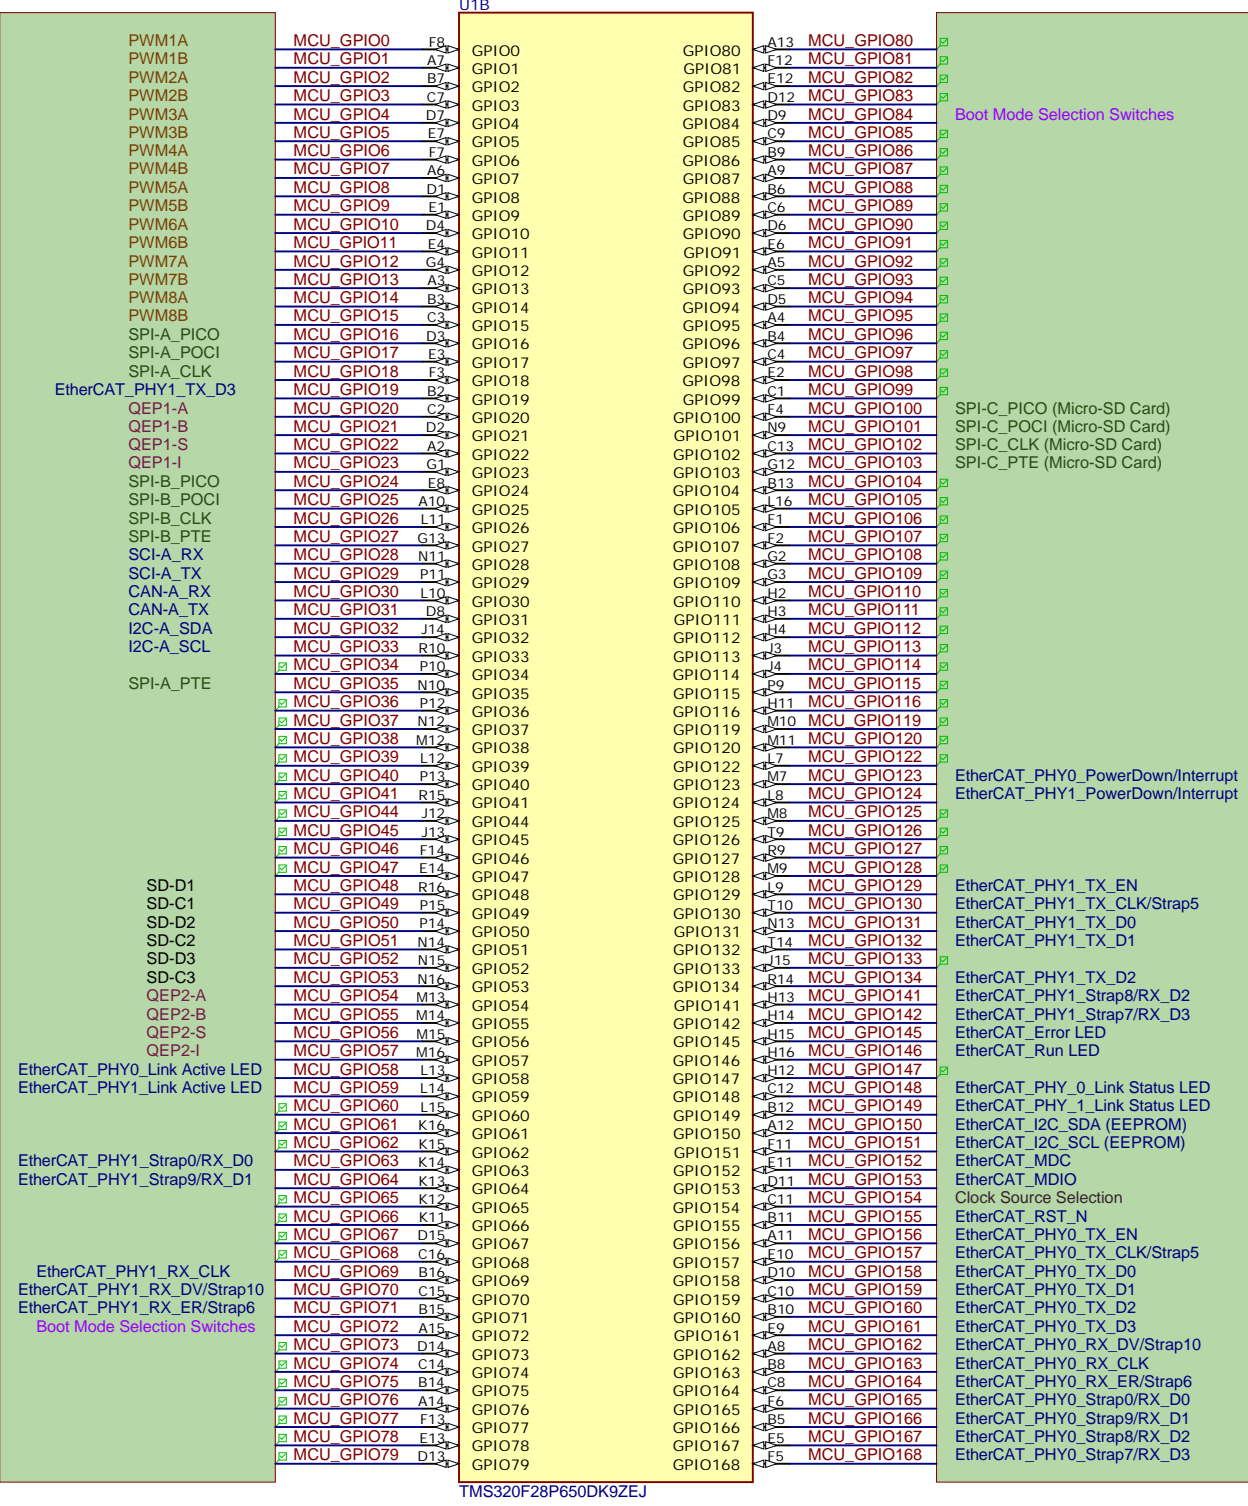 U1B
PWM1A MCU_GPIO0 F8 GPIO0 GPIO80 A13 MCU_GPIO80
PWM1B MCU_GPIO1 A7 GPIO1 GPIO81 F12 MCU_GPIO81
PWM2A MCU_GPIO2 B7 GPIO2 GPIO82 E12 MCU_GPIO82
PWM2B MCU_GPIO3 C7 GPIO3 GPIO83 D12 MCU_GPIO83
PWM3A MCU_GPIO4 D7 GPIO4 GPIO84 D9 MCU_GPIO84 Boot Mode Selection Switches
PWM3B MCU_GPIO5 E7 GPIO5 GPIO85 C9 MCU_GPIO85
PWM4A MCU_GPIO6 F7 GPIO6 GPIO86 B9 MCU_GPIO86
PWM4B MCU_GPIO7 A6 GPIO7 GPIO87 A9 MCU_GPIO87
PWM5A MCU_GPIO8 D1 GPIO8 GPIO88 B6 MCU_GPIO88
PWM5B MCU_GPIO9 E1 GPIO9 GPIO89 C6 MCU_GPIO89
PWM6A MCU_GPIO10 D4 GPIO10 GPIO90 D6 MCU_GPIO90
PWM6B MCU_GPIO11 E4 GPIO11 GPIO91 E6 MCU_GPIO91
PWM7A MCU_GPIO12 G4 GPIO12 GPIO92 A5 MCU_GPIO92
PWM7B MCU_GPIO13 A3 GPIO13 GPIO93 C5 MCU_GPIO93
PWM8A MCU_GPIO14 B3 GPIO14 GPIO94 D5 MCU_GPIO94
PWM8B MCU_GPIO15 C3 GPIO15 GPIO95 A4 MCU_GPIO95
SPI-A_PICO MCU_GPIO16 D3 GPIO16 GPIO96 B4 MCU_GPIO96
SPI-A_POCI MCU_GPIO17 E3 GPIO17 GPIO97 C4 MCU_GPIO97
SPI-A_CLK MCU_GPIO18 F3 GPIO18 GPIO98 E2 MCU_GPIO98
EtherCAT_PHY1_TX_D3 MCU_GPIO19 B2 GPIO19 GPIO99 C1 MCU_GPIO99
QEP1-A MCU_GPIO20 C2 GPIO20 GPIO100 F4 MCU_GPIO100 SPI-C_PICO (Micro-SD Card)
QEP1-B MCU_GPIO21 D2 GPIO21 GPIO101 N9 MCU_GPIO101 SPI-C_POCI (Micro-SD Card)
QEP1-S MCU_GPIO22 A2 GPIO22 GPIO102 C13 MCU_GPIO102 SPI-C_CLK (Micro-SD Card)
QEP1-I MCU_GPIO23 G1 GPIO23 GPIO103 G12 MCU_GPIO103 SPI-C_PTE (Micro-SD Card)
SPI-B_PICO MCU_GPIO24 E8 GPIO24 GPIO104 B13 MCU_GPIO104
SPI-B_POCI MCU_GPIO25 A10 GPIO25 GPIO105 L16 MCU_GPIO105
SPI-B_CLK MCU_GPIO26 L11 GPIO26 GPIO106 F1 MCU_GPIO106
SPI-B_PTE MCU_GPIO27 G13 GPIO27 GPIO107 F2 MCU_GPIO107
SCI-A_RX MCU_GPIO28 N11 GPIO28 GPIO108 G2 MCU_GPIO108
SCI-A_TX MCU_GPIO29 P11 GPIO29 GPIO109 G3 MCU_GPIO109
CAN-A_RX MCU_GPIO30 L10 GPIO30 GPIO110 H2 MCU_GPIO110
CAN-A_TX MCU_GPIO31 D8 GPIO31 GPIO111 H3 MCU_GPIO111
I2C-A_SDA MCU_GPIO32 J14 GPIO32 GPIO112 H4 MCU_GPIO112
I2C-A_SCL MCU_GPIO33 R10 GPIO33 GPIO113 J3 MCU_GPIO113
MCU_GPIO34 P10 GPIO34 GPIO114 J4 MCU_GPIO114
SPI-A_PTE MCU_GPIO35 N10 GPIO35 GPIO115 P9 MCU_GPIO115
MCU_GPIO36 P12 GPIO36 GPIO116 H11 MCU_GPIO116
MCU_GPIO37 N12 GPIO37 GPIO119 M10 MCU_GPIO119
MCU_GPIO38 M12 GPIO38 GPIO120 M11 MCU_GPIO120
MCU_GPIO39 L12 GPIO39 GPIO122 L7 MCU_GPIO122
MCU_GPIO40 P13 GPIO40 GPIO123 M7 MCU_GPIO123 EtherCAT_PHY0_PowerDown/Interrupt
MCU_GPIO41 R15 GPIO41 GPIO124 L8 MCU_GPIO124 EtherCAT_PHY1_PowerDown/Interrupt
MCU_GPIO44 J12 GPIO44 GPIO125 M8 MCU_GPIO125
MCU_GPIO45 J13 GPIO45 GPIO126 T9 MCU_GPIO126
MCU_GPIO46 F14 GPIO46 GPIO127 R9 MCU_GPIO127
MCU_GPIO47 E14 GPIO47 GPIO128 M9 MCU_GPIO128
SD-D1 MCU_GPIO48 R16 GPIO48 GPIO129 L9 MCU_GPIO129 EtherCAT_PHY1_TX_EN
SD-C1 MCU_GPIO49 P15 GPIO49 GPIO130 T10 MCU_GPIO130 EtherCAT_PHY1_TX_CLK/Strap5
SD-D2 MCU_GPIO50 P14 GPIO50 GPIO131 N13 MCU_GPIO131 EtherCAT_PHY1_TX_D0
SD-C2 MCU_GPIO51 N14 GPIO51 GPIO132 T14 MCU_GPIO132 EtherCAT_PHY1_TX_D1
SD-D3 MCU_GPIO52 N15 GPIO52 GPIO133 J15 MCU_GPIO133
SD-C3 MCU_GPIO53 N16 GPIO53 GPIO134 R14 MCU_GPIO134 EtherCAT_PHY1_TX_D2
QEP2-A MCU_GPIO54 M13 GPIO54 GPIO141 H13 MCU_GPIO141 EtherCAT_PHY1_Strap8/RX_D2
QEP2-B MCU_GPIO55 M14 GPIO55 GPIO142 H14 MCU_GPIO142 EtherCAT_PHY1_Strap7/RX_D3
QEP2-S MCU_GPIO56 M15 GPIO56 GPIO145 H15 MCU_GPIO145 EtherCAT_Error LED
QEP2-I MCU_GPIO57 M16 GPIO57 GPIO146 H16 MCU_GPIO146 EtherCAT_Run LED
EtherCAT_PHY0_Link Active LED MCU_GPIO58 L13 GPIO58 GPIO147 H12 MCU_GPIO147
EtherCAT_PHY1_Link Active LED MCU_GPIO59 L14 GPIO59 GPIO148 C12 MCU_GPIO148 EtherCAT_PHY_0_Link Status LED
MCU_GPIO60 L15 GPIO60 GPIO149 B12 MCU_GPIO149 EtherCAT_PHY_1_Link Status LED
MCU_GPIO61 K16 GPIO61 GPIO150 A12 MCU_GPIO150 EtherCAT_I2C_SDA (EEPROM)
MCU_GPIO62 K15 GPIO62 GPIO151 F11 MCU_GPIO151 EtherCAT_I2C_SCL (EEPROM)
EtherCAT_PHY1_Strap0/RX_D0 MCU_GPIO63 K14 GPIO63 GPIO152 E11 MCU_GPIO152 EtherCAT_MDC
EtherCAT_PHY1_Strap9/RX_D1 MCU_GPIO64 K13 GPIO64 GPIO153 D11 MCU_GPIO153 EtherCAT_MDIO
MCU_GPIO65 K12 GPIO65 GPIO154 C11 MCU_GPIO154 Clock Source Selection
MCU_GPIO66 K11 GPIO66 GPIO155 B11 MCU_GPIO155 EtherCAT_RST_N
MCU_GPIO67 D15 GPIO67 GPIO156 A11 MCU_GPIO156 EtherCAT_PHY0_TX_EN
MCU_GPIO68 C16 GPIO68 GPIO157 E10 MCU_GPIO157 EtherCAT_PHY0_TX_CLK/Strap5
EtherCAT_PHY1_RX_CLK MCU_GPIO69 B16 GPIO69 GPIO158 D10 MCU_GPIO158 EtherCAT_PHY0_TX_D0
EtherCAT_PHY1_RX_DV/Strap10 MCU_GPIO70 C15 GPIO70 GPIO159 C10 MCU_GPIO159 EtherCAT_PHY0_TX_D1
EtherCAT_PHY1_RX_ER/Strap6 MCU_GPIO71 B15 GPIO71 GPIO160 B10 MCU_GPIO160 EtherCAT_PHY0_TX_D2
Boot Mode Selection Switches MCU_GPIO72 A15 GPIO72 GPIO161 E9 MCU_GPIO161 EtherCAT_PHY0_TX_D3
MCU_GPIO73 D14 GPIO73 GPIO162 A8 MCU_GPIO162 EtherCAT_PHY0_RX_DV/Strap10
MCU_GPIO74 C14 GPIO74 GPIO163 B8 MCU_GPIO163 EtherCAT_PHY0_RX_CLK
MCU_GPIO75 B14 GPIO75 GPIO164 C8 MCU_GPIO164 EtherCAT_PHY0_RX_ER/Strap6
MCU_GPIO76 A14 GPIO76 GPIO165 F6 MCU_GPIO165 EtherCAT_PHY0_Strap0/RX_D0
MCU_GPIO77 F13 GPIO77 GPIO166 B5 MCU_GPIO166 EtherCAT_PHY0_Strap9/RX_D1
MCU_GPIO78 E13 GPIO78 GPIO167 E5 MCU_GPIO167 EtherCAT_PHY0_Strap8/RX_D2
MCU_GPIO79 D13 GPIO79 GPIO168 F5 MCU_GPIO168 EtherCAT_PHY0_Strap7/RX_D3
TMS320F28P650DK9ZEJ